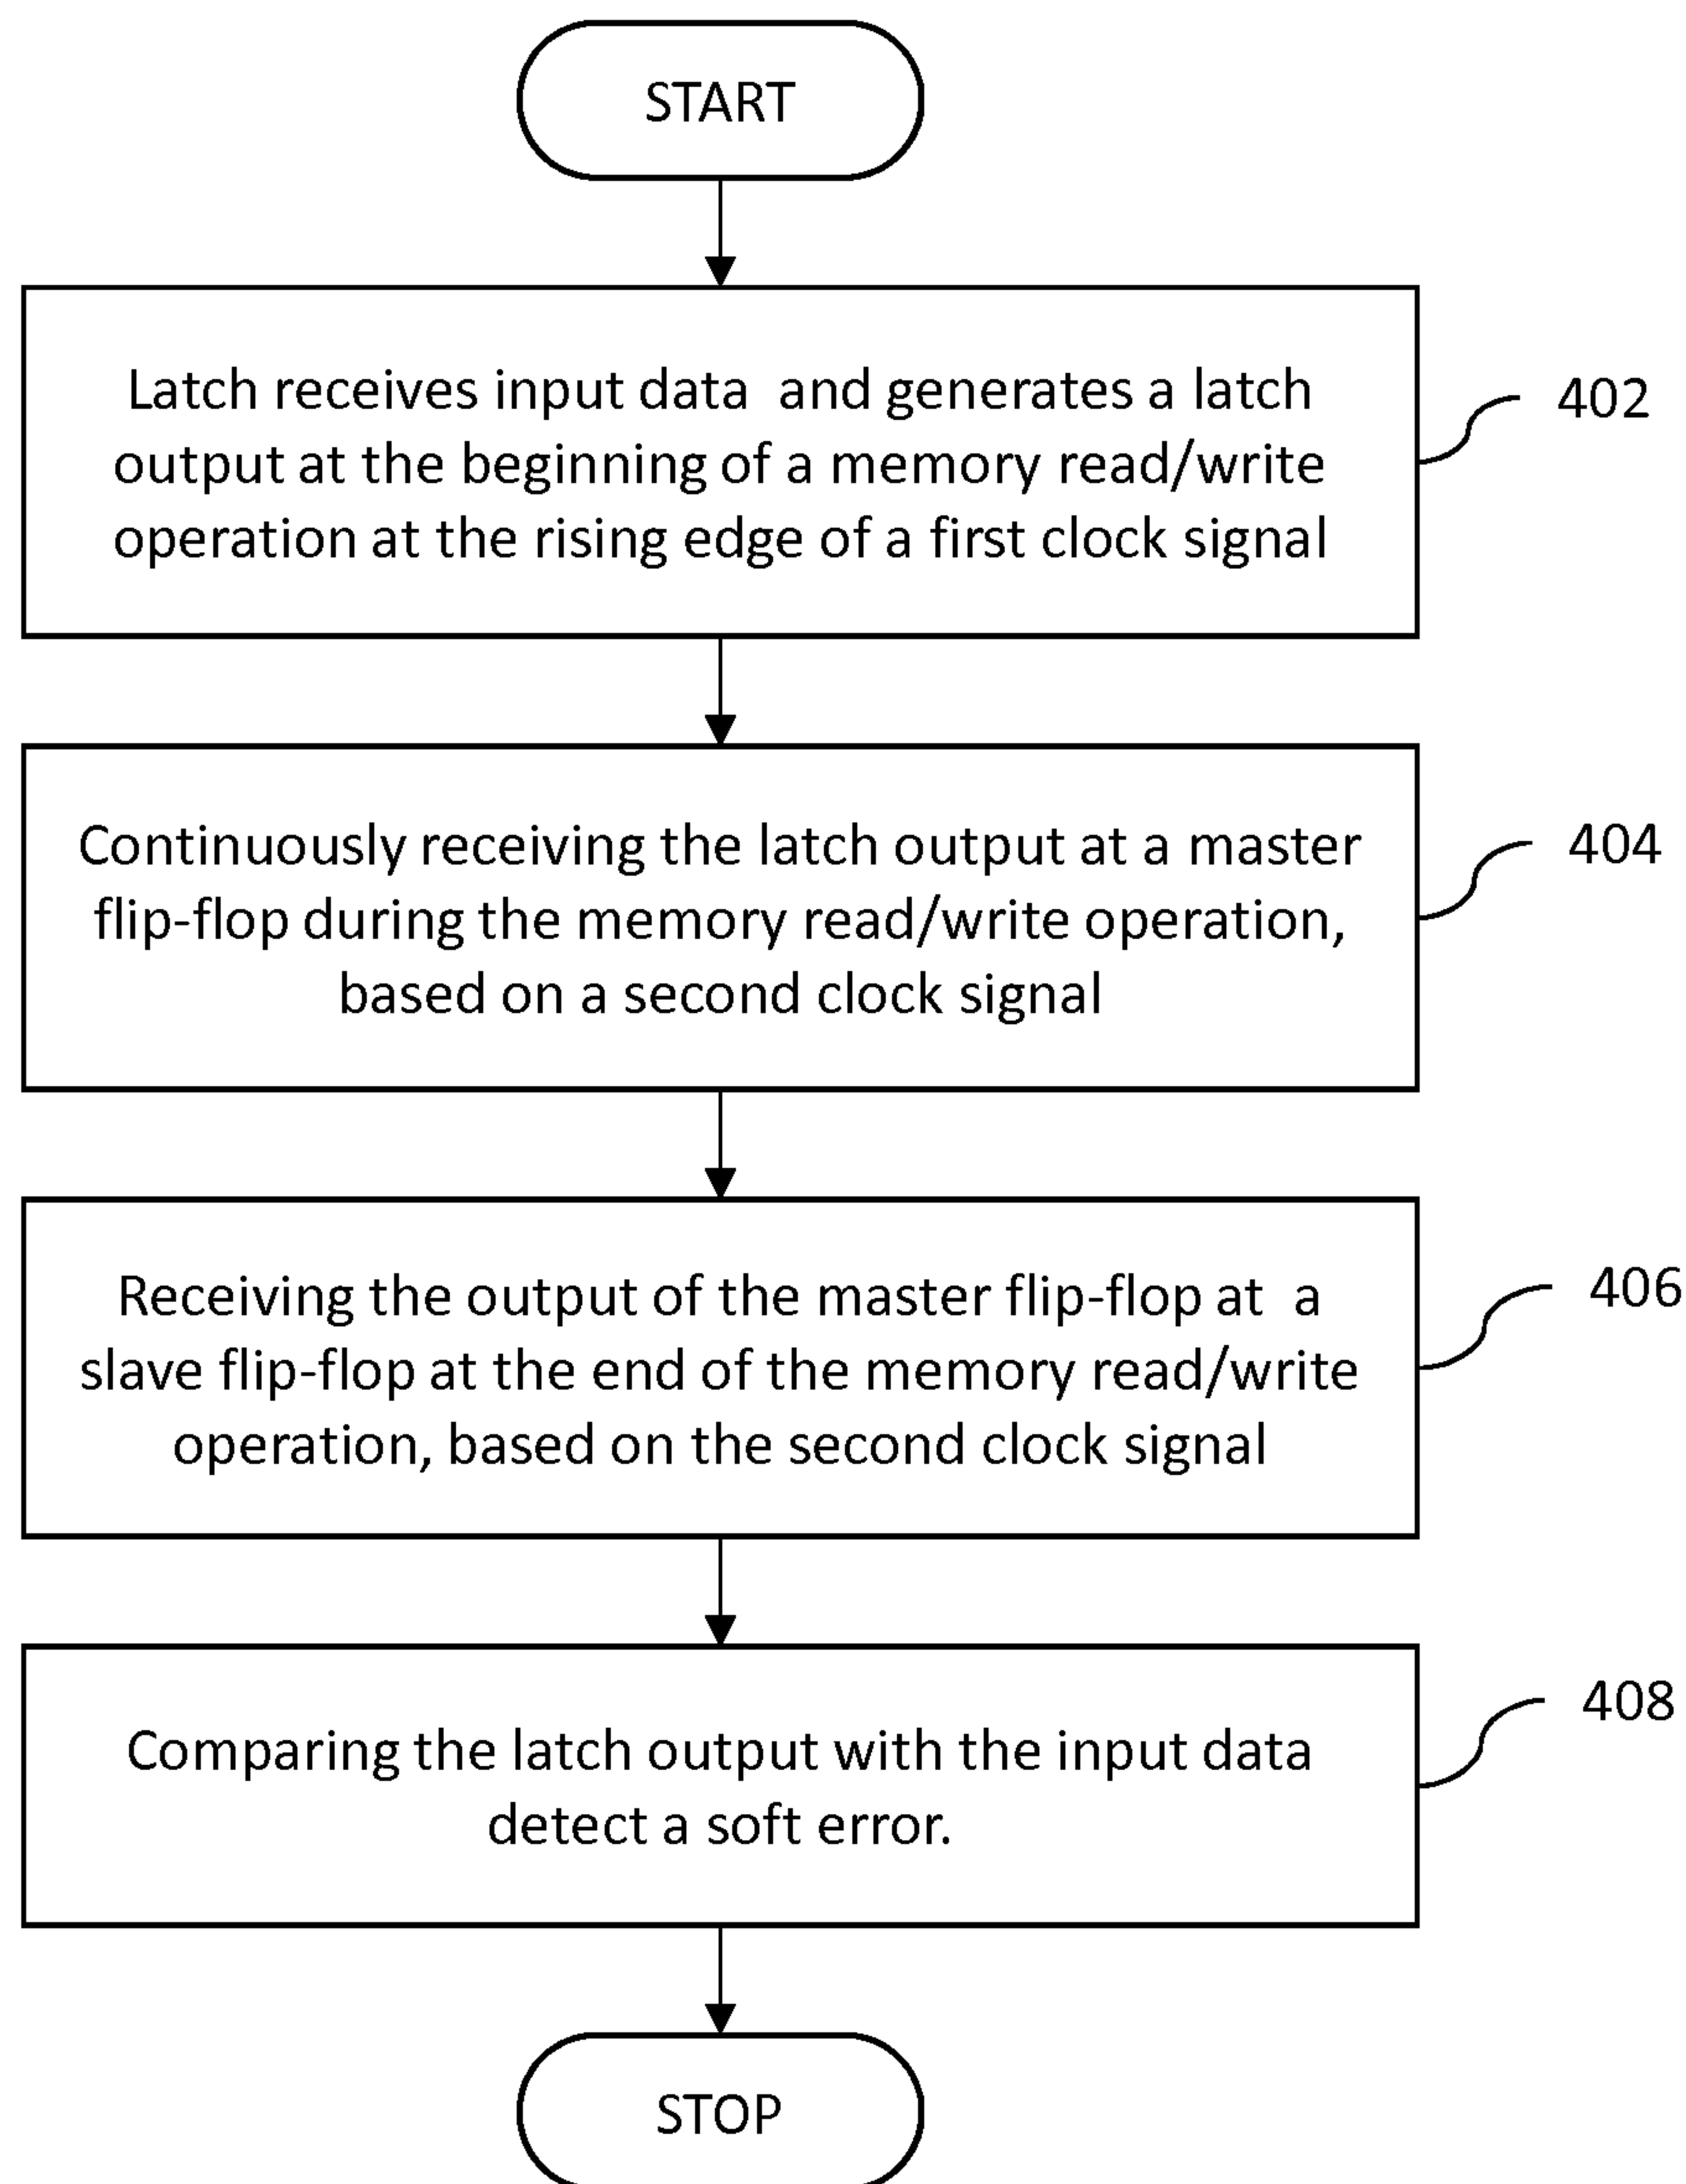 START
Latch receives input data and generates a latch
output at the beginning of a memory read/write
operation at the rising edge of a first clock signal
402
Continuously receiving the latch output at a master
flip-flop during the memory read/write operation,
based on a second clock signal
404
Receiving the output of the master flip-flop at a
slave flip-flop at the end of the memory read/write
operation, based on the second clock signal
406
Comparing the latch output with the input data
detect a soft error.
408
STOP